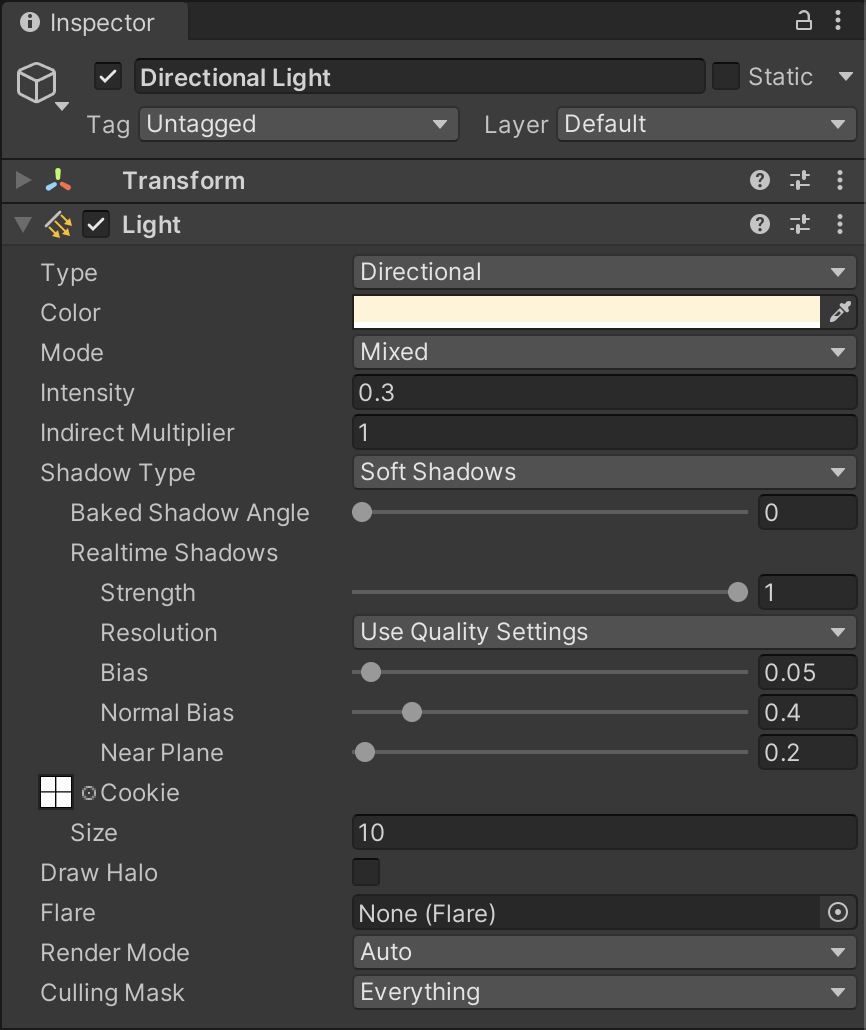 Inspector
Directional Light Static
Tag Untagged Layer Default
Transform
Light
Type Directional
Color
Mode Mixed
Intensity 0.3
Indirect Multiplier 1
Shadow Type Soft Shadows
Baked Shadow Angle 0
Realtime Shadows
Strength 1
Resolution Use Quality Settings
Bias 0.05
Normal Bias 0.4
Near Plane 0.2
Cookie
Size 10
Draw Halo
Flare None (Flare)
Render Mode Auto
Culling Mask Everything